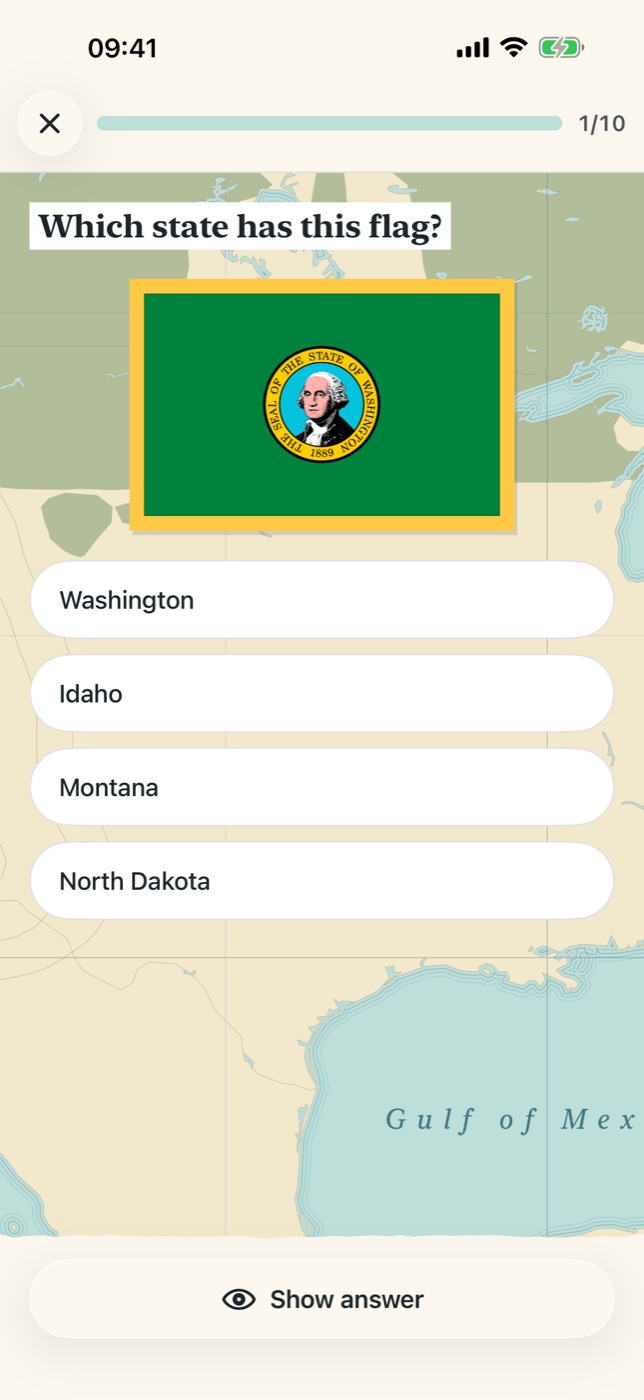 09:41
1/10
Which state has this flag?
THE SEAL OF THE STATE OF WASHINGTON
1889
Washington
Idaho
Montana
North Dakota
Gulf of Mex
Show answer